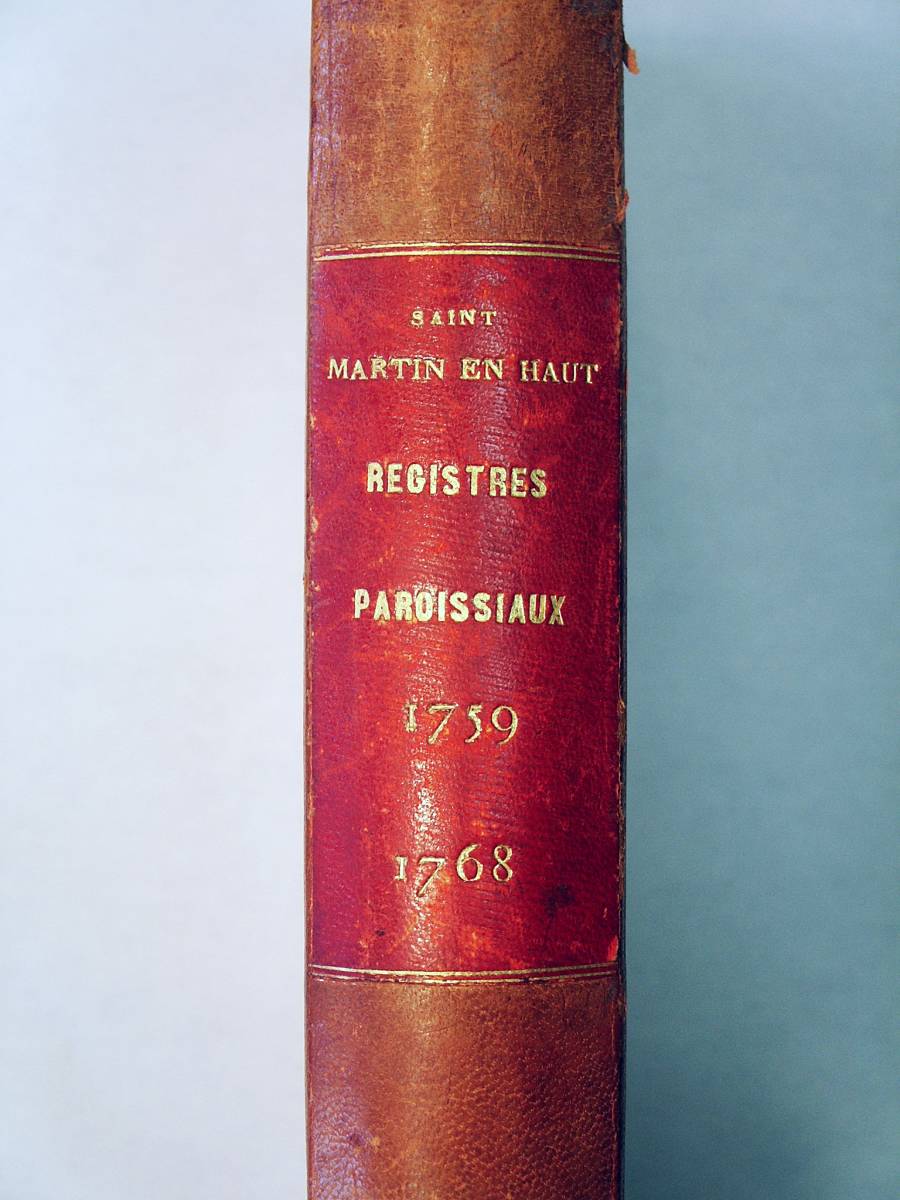 SAINT
MARTIN EN HAUT
REGISTRES
PAROISSIAUX
1759
1768